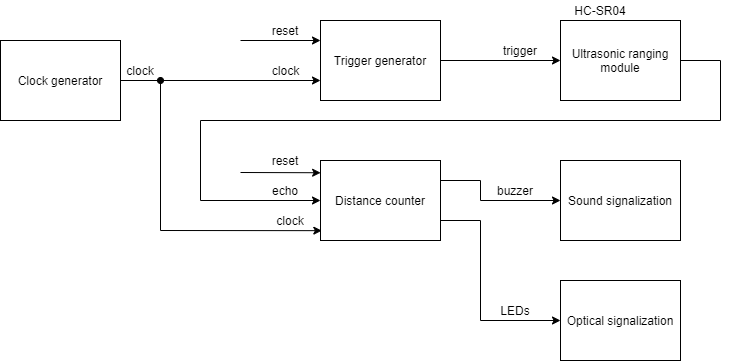 HC-SR04
reset
clock
clock
Clock generator
Trigger generator
trigger
Ultrasonic ranging
module
reset
echo
clock
Distance counter
buzzer
Sound signalization
LEDs
Optical signalization